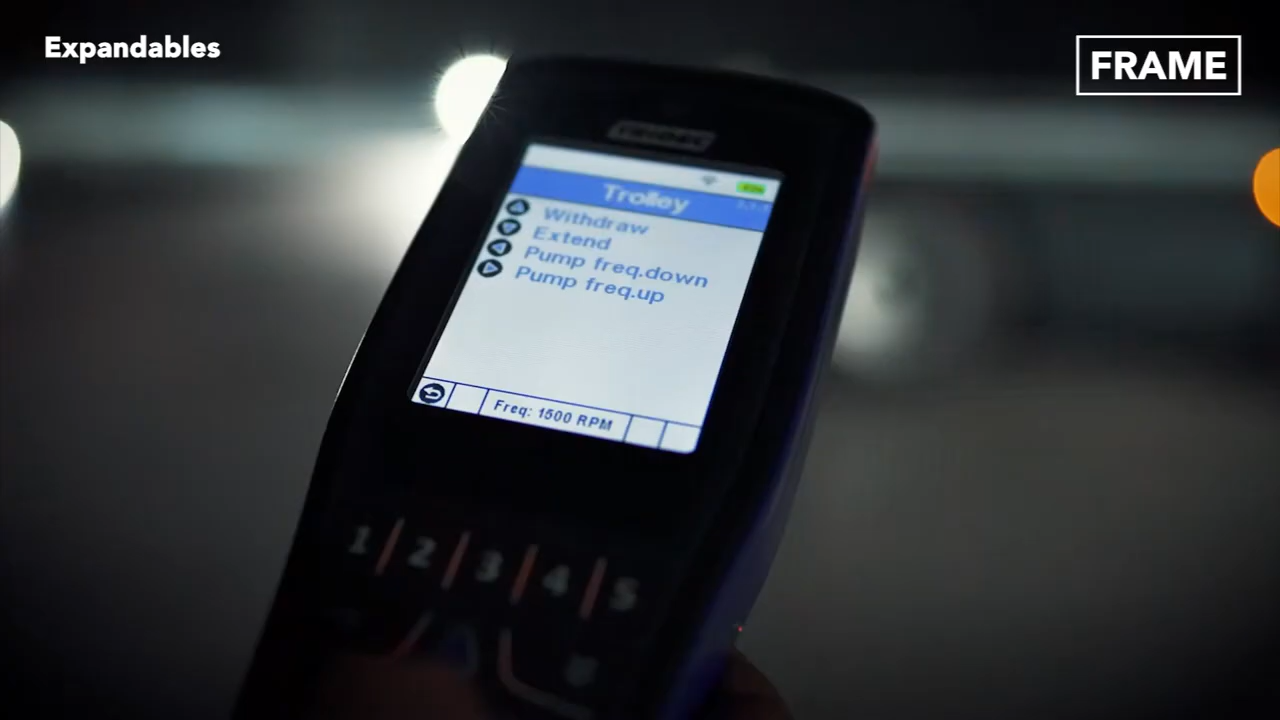 Expandables
FRAME
Trolley
Withdraw
Extend
Pump freq.down
Pump freq.up
Freq: 1500 RPM
1 2 3 4 5